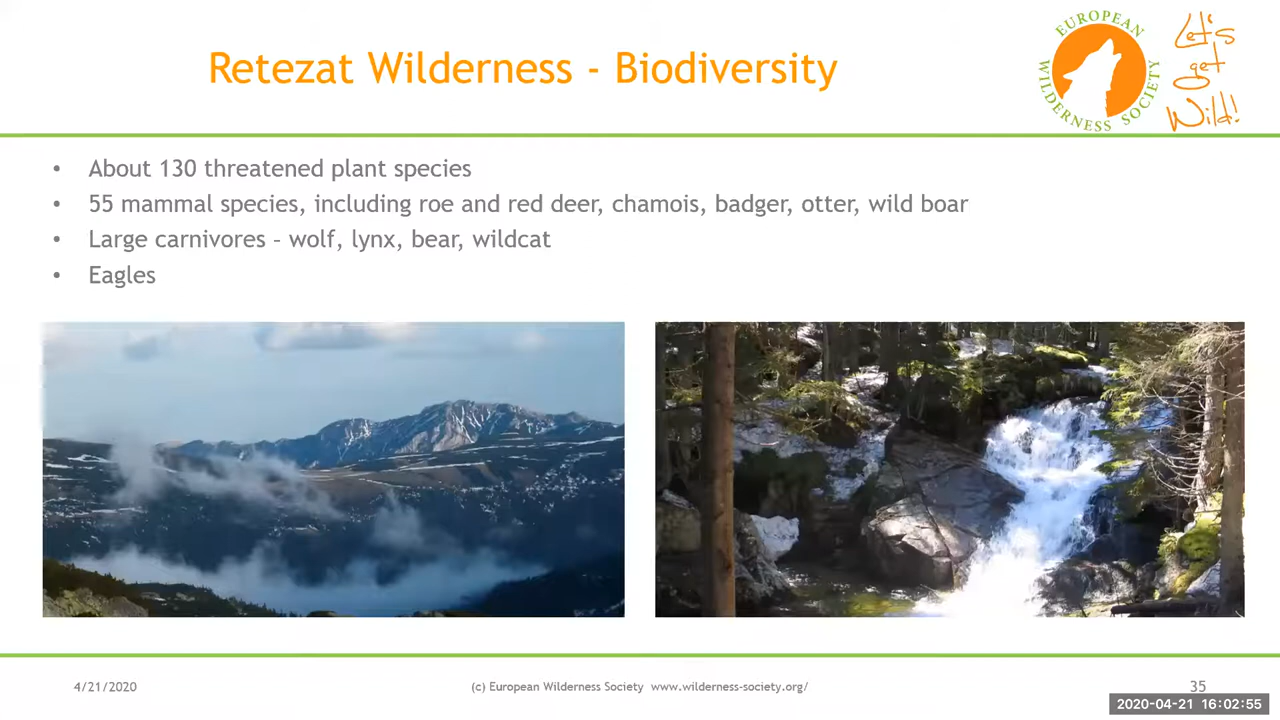 Retezat Wilderness - Biodiversity
EUROPEAN WILDERNESS SOCIETY
Let's
get
Wild!
• About 130 threatened plant species
• 55 mammal species, including roe and red deer, chamois, badger, otter, wild boar
• Large carnivores - wolf, lynx, bear, wildcat
• Eagles
4/21/2020
(c) European Wilderness Society www.wilderness-society.org/
35
2020-04-21 16:02:55